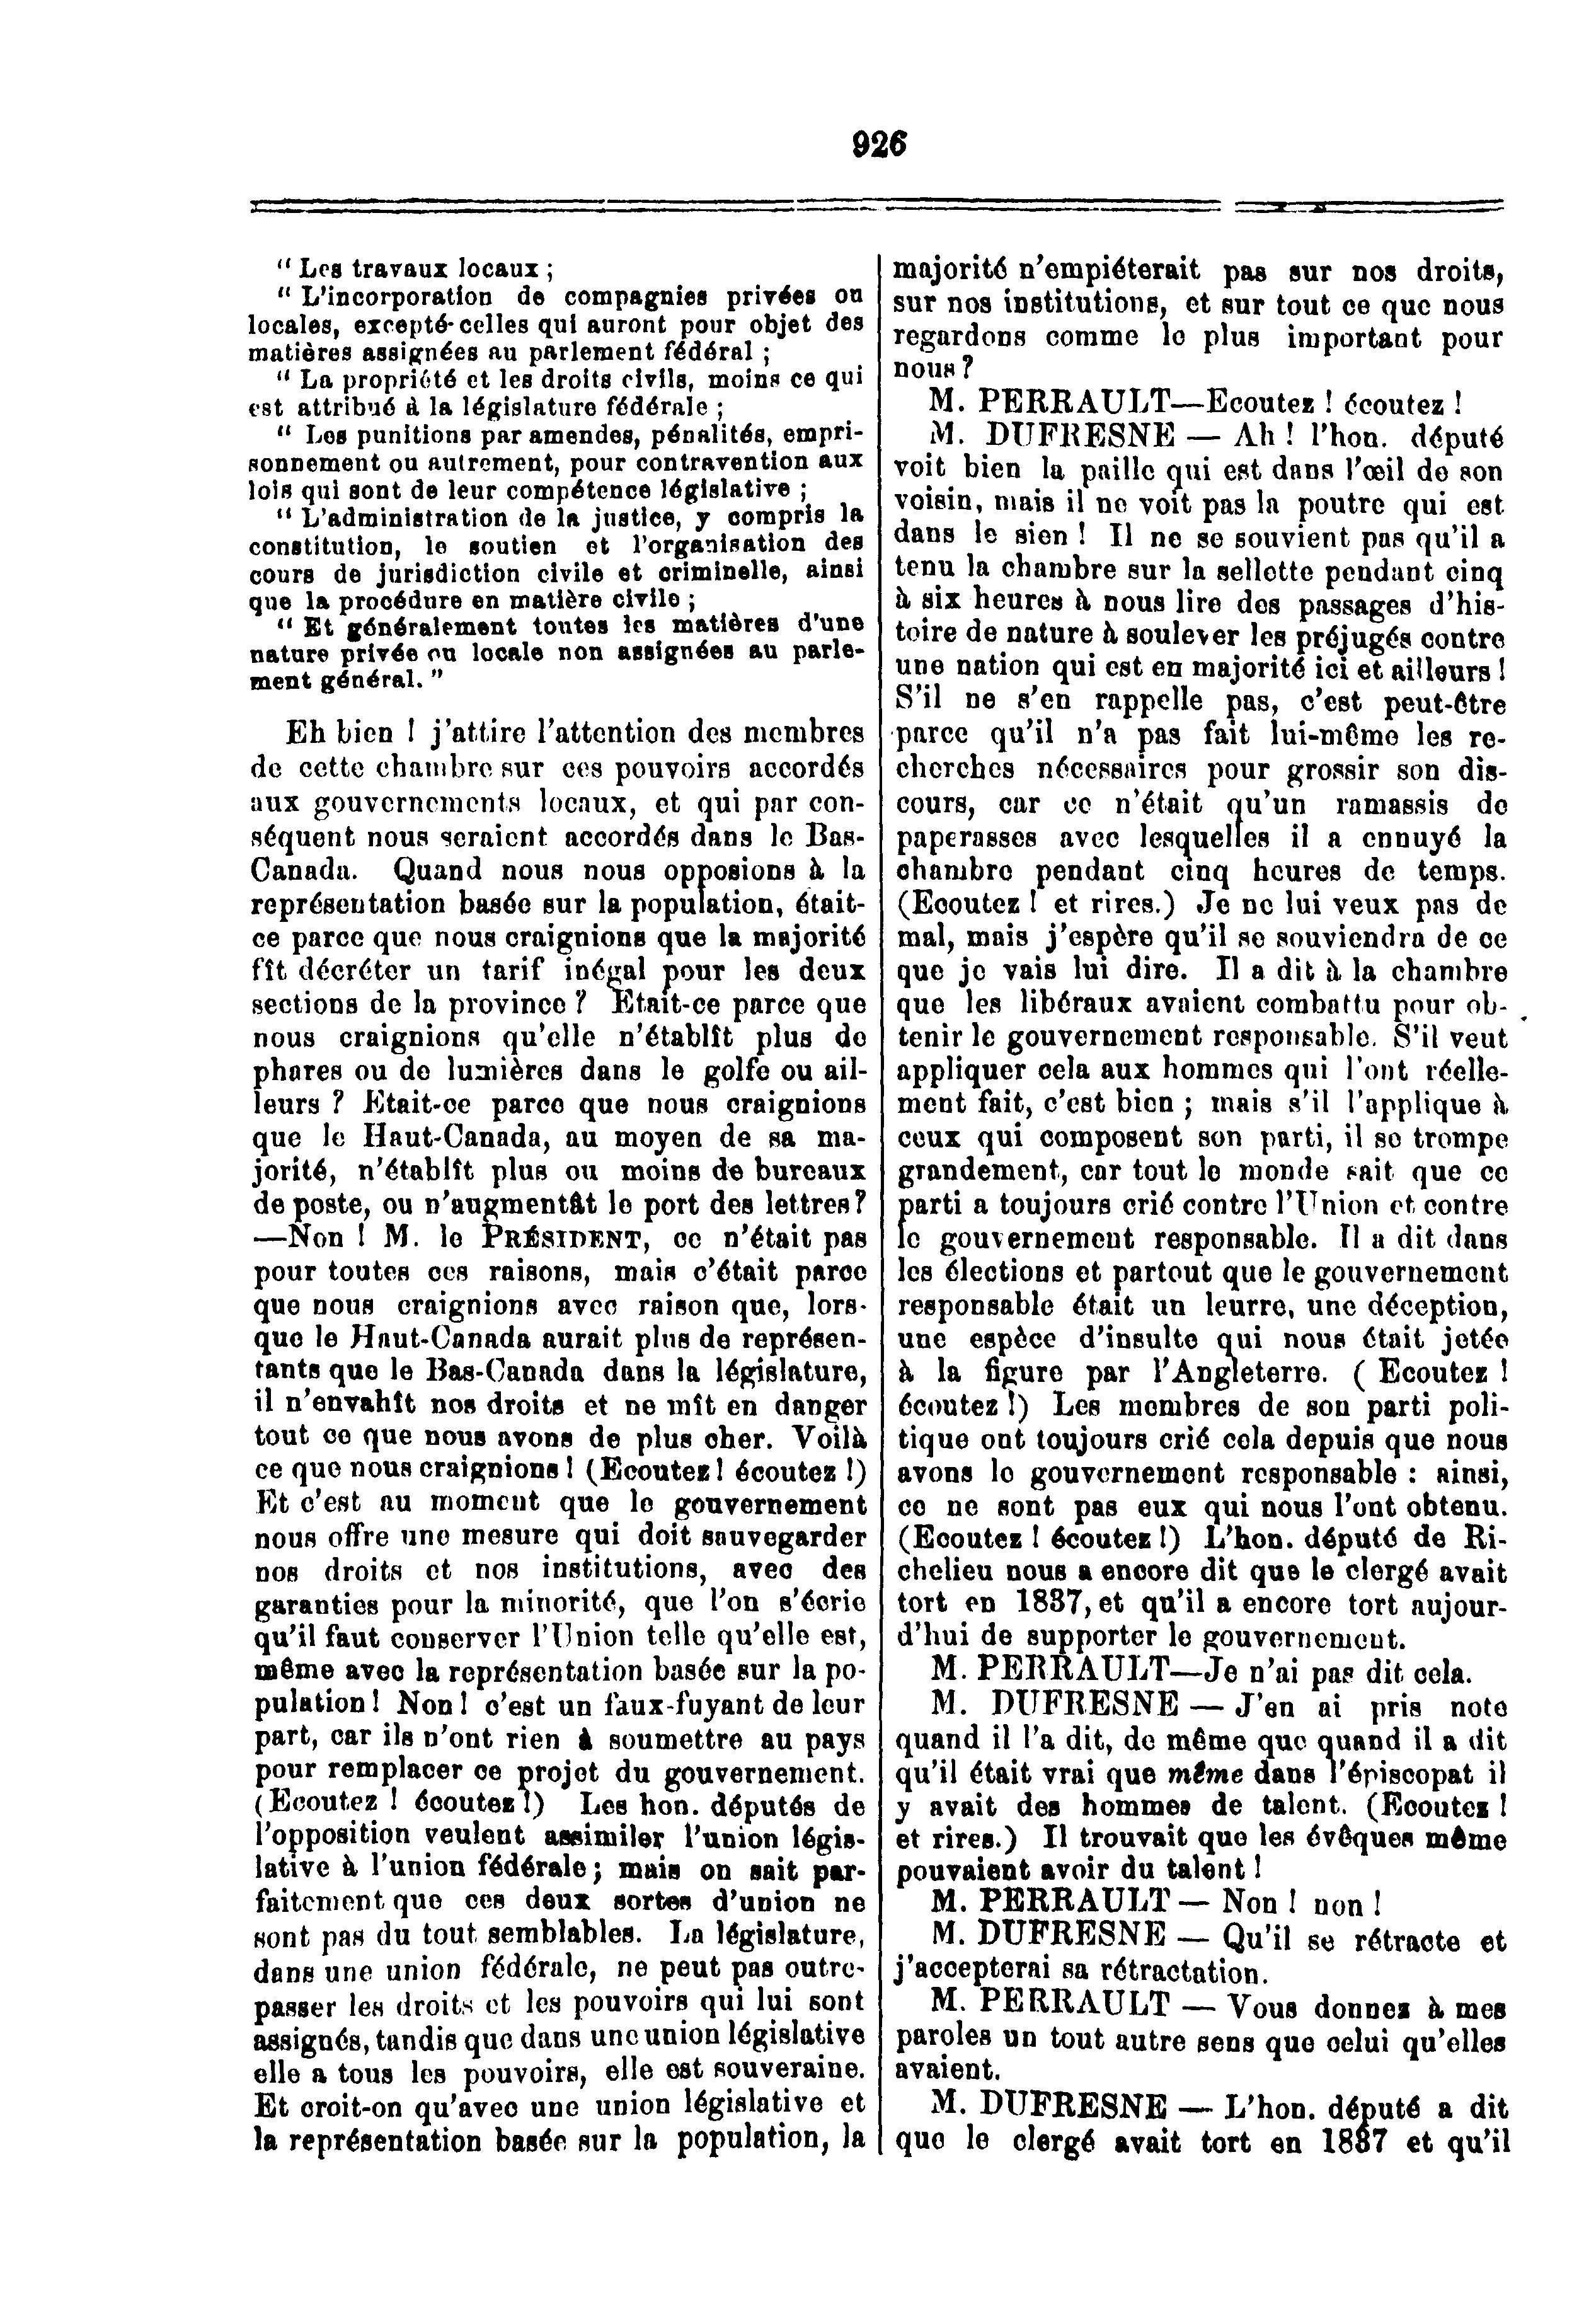 926
“ Les travaux locaux ;
“ L'incorporation de compagnies privées ou
locales, excepté celles qui auront pour objet des
matières assignées au parlement fédéral ;
“ La propriété et les droits civils, moins ce qui
est attribué à la législature fédérale ;
“ Les punitions par amendes, pénalités, empri-
sonnement ou autrement, pour contravention aux
lois qui sont de leur compétence législative ;
“ L'administration de la justice, y compris la
constitution, le soutien et l'organisation des
cours de jurisdiction civile et criminelle, ainsi
que la procédure en matière civile ;
“ Et généralement toutes les matières d'une
nature privée ou locale non assignées au parle-
ment général. ”
Eh bien ! j'attire l'attention des membres
de cette chambre sur ces pouvoirs accordés
aux gouvernements locaux, et qui par con-
séquent nous seraient accordés dans le Bas-
Canada. Quand nous nous opposions à la
représentation basée sur la population, était-
ce parce que nous craignions que la majorité
fît décréter un tarif inégal pour les deux
sections de la province ? Etait-ce parce que
nous craignions qu'elle n'établît plus de
phares ou de lumières dans le golfe ou ail-
leurs ? Etait-ce parce que nous craignions
que le Haut-Canada, au moyen de sa ma-
jorité, n'établît plus ou moins de bureaux
de poste, ou n'augmentât le port des lettres ?
—Non ! M. le PRÉSIDENT, ce n'était pas
pour toutes ces raisons, mais c'était parce
que nous craignions avec raison que, lors-
que le Haut-Canada aurait plus de représen-
tants que le Bas-Canada dans la législature,
il n'envahît nos droits et ne mît en danger
tout ce que nous avons de plus cher. Voilà
ce que nous craignions ! (Ecoutez ! écoutez !)
Et c'est au moment que le gouvernement
nous offre une mesure qui doit sauvegarder
nos droits et nos institutions, avec des
garanties pour la minorité, que l'on s'écrie
qu'il faut conserver l'Union telle qu'elle est,
même avec la représentation basée sur la po-
pulation ! Non ! c'est un faux-fuyant de leur
part, car ils n'ont rien à soumettre au pays
pour remplacer ce projet du gouvernement.
(Ecoutez ! écoutez !) Les hon. députés de
l'opposition veulent assimiler l'union légis-
lative à l'union fédérale ; mais on sait par-
faitement que ces deux sortes d'union ne
sont pas du tout semblables. La législature,
dans une union fédérale, ne peut pas outre-
passer les droits et les pouvoirs qui lui sont
assignés, tandis que dans une union législative
elle a tous les pouvoirs, elle est souveraine.
Et croit-on qu'avec une union législative et
la représentation basée sur la population, la
majorité n'empiéterait pas sur nos droits,
sur nos institutions, et sur tout ce que nous
regardons comme le plus important pour
nous ?
M. PERRAULT—Ecoutez ! écoutez !
M. DUFRESNE — Ah ! l'hon. député
voit bien la paille qui est dans l'œil de son
voisin, mais il ne voit pas la poutre qui est
dans le sien ! Il ne se souvient pas qu'il a
tenu la chambre sur la sellette pendant cinq
à six heures à nous lire des passages d'his-
toire de nature à soulever les préjugés contre
une nation qui est en majorité ici et ailleurs !
S'il ne s'en rappelle pas, c'est peut-être
parce qu'il n'a pas fait lui-même les re-
cherches nécessaires pour grossir son dis-
cours, car ce n'était qu'un ramassis de
paperasses avec lesquelles il a ennuyé la
chambre pendant cinq heures de temps.
(Ecoutez ! et rires.) Je ne lui veux pas de
mal, mais j'espère qu'il se souviendra de ce
que je vais lui dire. Il a dit à la chambre
que les libéraux avaient combattu pour ob-
tenir le gouvernement responsable. S'il veut
appliquer cela aux hommes qui l'ont réelle-
ment fait, c'est bien ; mais s'il l'applique à
ceux qui composent son parti, il se trompe
grandement, car tout le monde sait que ce
parti a toujours crié contre l'Union et contre
le gouvernement responsable. Il a dit dans
les élections et partout que le gouvernement
responsable était un leurre, une déception,
une espèce d'insulte qui nous était jetée
à la figure par l'Angleterre. ( Ecoutez !
écoutez !) Les membres de son parti poli-
tique ont toujours crié cela depuis que nous
avons le gouvernement responsable : ainsi,
ce ne sont pas eux qui nous l'ont obtenu.
(Ecoutez ! écoutez !) L'hon. député de Ri-
chelieu nous a encore dit que le clergé avait
tort en 1837, et qu'il a encore tort aujour-
d'hui de supporter le gouvernement.
M. PERRAULT—Je n'ai pas dit cela.
M. DUFRESNE — J'en ai pris note
quand il l'a dit, de même que quand il a dit
qu'il était vrai que même dans l'épiscopat il
y avait des hommes de talent. (Ecoutez !
et rires.) Il trouvait que les évêques même
pouvaient avoir du talent !
M. PERRAULT — Non ! non !
M. DUFRESNE — Qu'il se rétracte et
j'accepterai sa rétractation.
M. PERRAULT — Vous donnez à mes
paroles un tout autre sens que celui qu'elles
avaient.
M. DUFRESNE — L'hon. député a dit
que le clergé avait tort en 1837 et qu'il